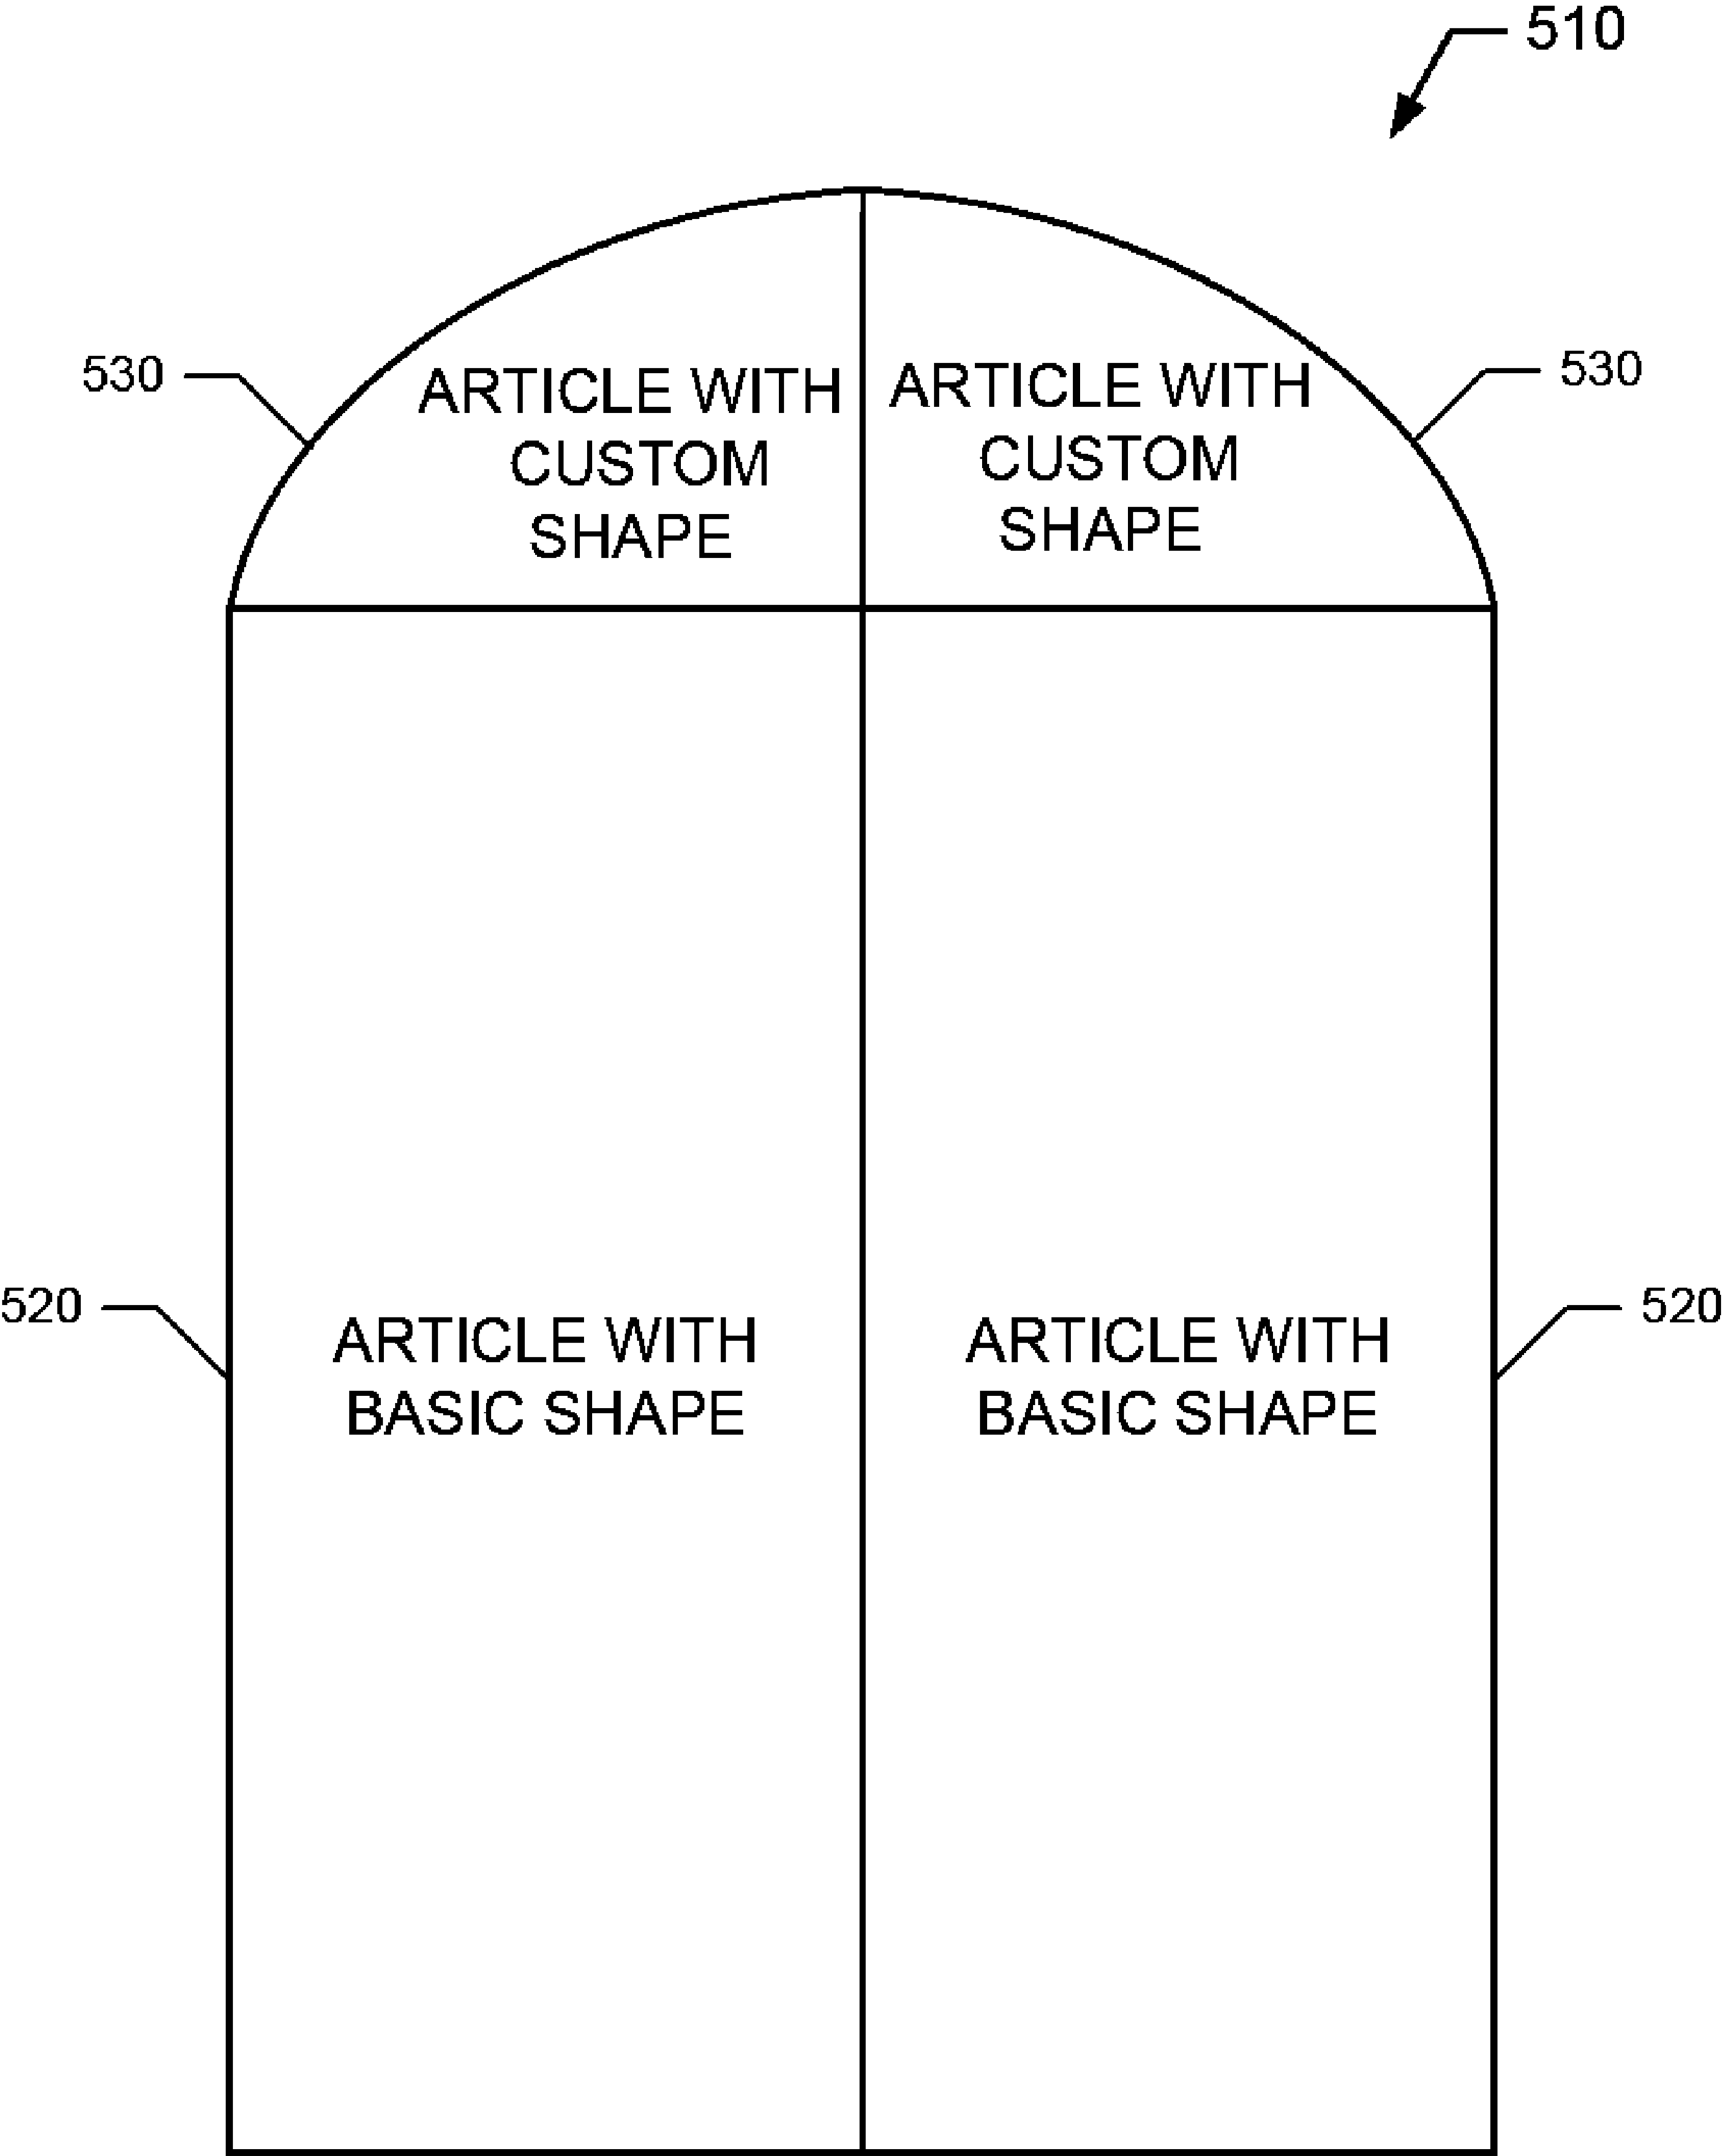 510
530
ARTICLE WITH
CUSTOM
SHAPE
ARTICLE WITH
CUSTOM
SHAPE
530
520
ARTICLE WITH
BASIC SHAPE
ARTICLE WITH
BASIC SHAPE
520